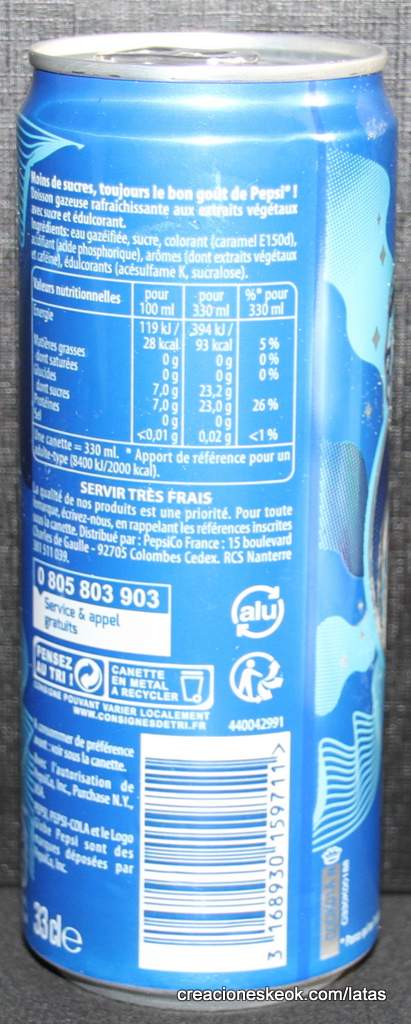 Moins de sucres, toujours le bon goût de Pepsi® !
Boisson gazeuse rafraîchissante aux extraits végétaux
avec sucre et édulcorant.
Ingrédients: eau gazéifiée, sucre, colorant (caramel E150d),
acidifiant (acide phosphorique), arômes (dont extraits végétaux
et caféine), édulcorants (acésulfame K, sucralose).
Valeurs nutritionnelles pour 100 ml pour 330 ml %* pour 330 ml
Énergie 119 kJ / 394 kJ /
28 kcal 93 kcal 5 %
Matières grasses 0 g 0 g 0 %
dont saturées 0 g 0 g 0 %
Glucides 7,0 g 23,2 g
dont sucres 7,0 g 23,0 g 26 %
Protéines 0 g 0 g
Sel <0,01 g 0,02 g <1 %
Une canette = 330 ml. * Apport de référence pour un
adulte-type (8400 kJ/2000 kcal).
SERVIR TRÈS FRAIS
La qualité de nos produits est une priorité. Pour toute
remarque, écrivez-nous, en rappelant les références inscrites
sous la canette. Distribué par : PepsiCo France : 15 boulevard
Charles de Gaulle - 92705 Colombes Cedex. RCS Nanterre
381 511 039.
0 805 803 903
Service & appel
gratuits
alu
PENSEZ
AU TRI !
CANETTE
EN METAL
A RECYCLER
CONSIGNE POUVANT VARIER LOCALEMENT
WWW.CONSIGNESDETRI.FR
440042991
À consommer de préférence
avant : voir sous la canette.
Avec l'autorisation de
PepsiCo, Inc., Purchase N.Y.,
USA.
PEPSI, PEPSI-COLA et le Logo
Globe Pepsi sont des
marques déposées par
PepsiCo, Inc.
3 168930 159711 >
33cl e
creacioneskeok.com/latas